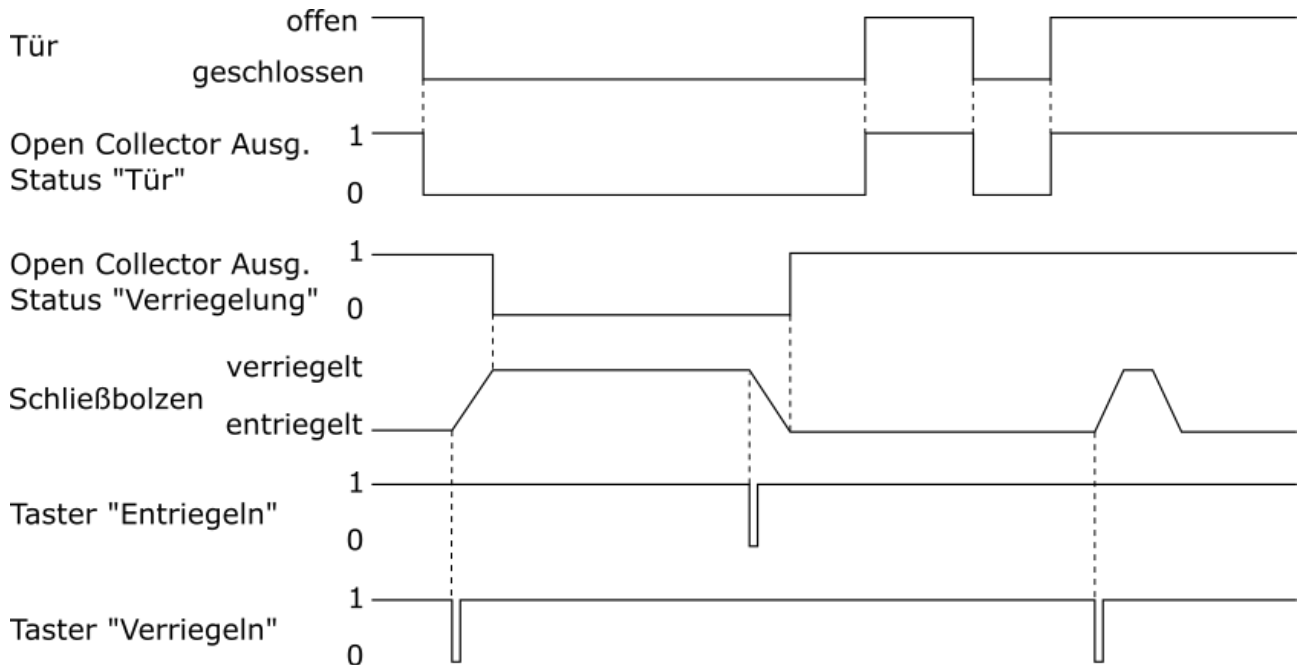 offen
Tür
geschlossen
Open Collector Ausg.
Status "Tür"
1
0
Open Collector Ausg.
Status "Verriegelung"
1
0
verriegelt
Schließbolzen
entriegelt
1
Taster "Entriegeln"
0
1
Taster "Verriegeln"
0